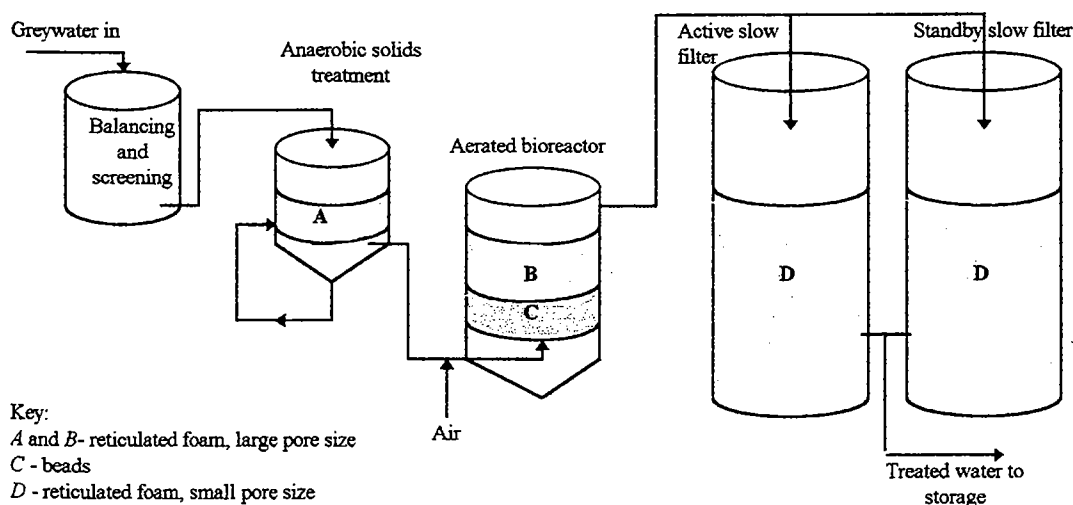 Greywater in
Balancing
and
screening
Anaerobic solids
treatment
A
Aerated bioreactor
B
C
Air
Active slow
filter
D
Standby slow filter
D
Treated water to
storage
Key:
A and B- reticulated foam, large pore size
C - beads
D - reticulated foam, small pore size